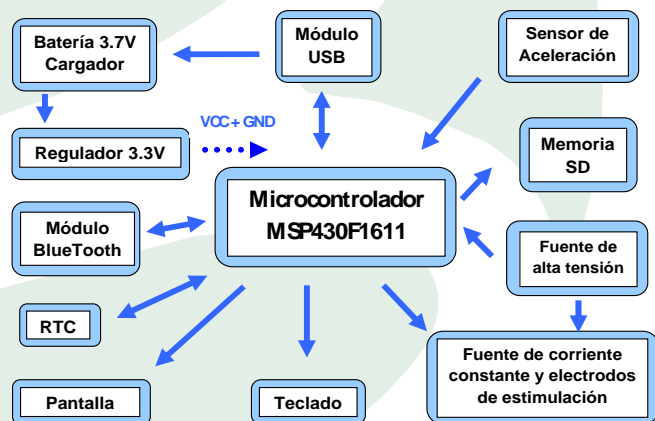 Batería 3.7V
Cargador
Módulo
USB
Sensor de
Aceleración
VCC + GND
Regulador 3.3V
Memoria
SD
Microcontrolador
MSP430F1611
Módulo
BlueTooth
Fuente de
alta tensión
RTC
Fuente de corriente
constante y electrodos
de estimulación
Pantalla
Teclado